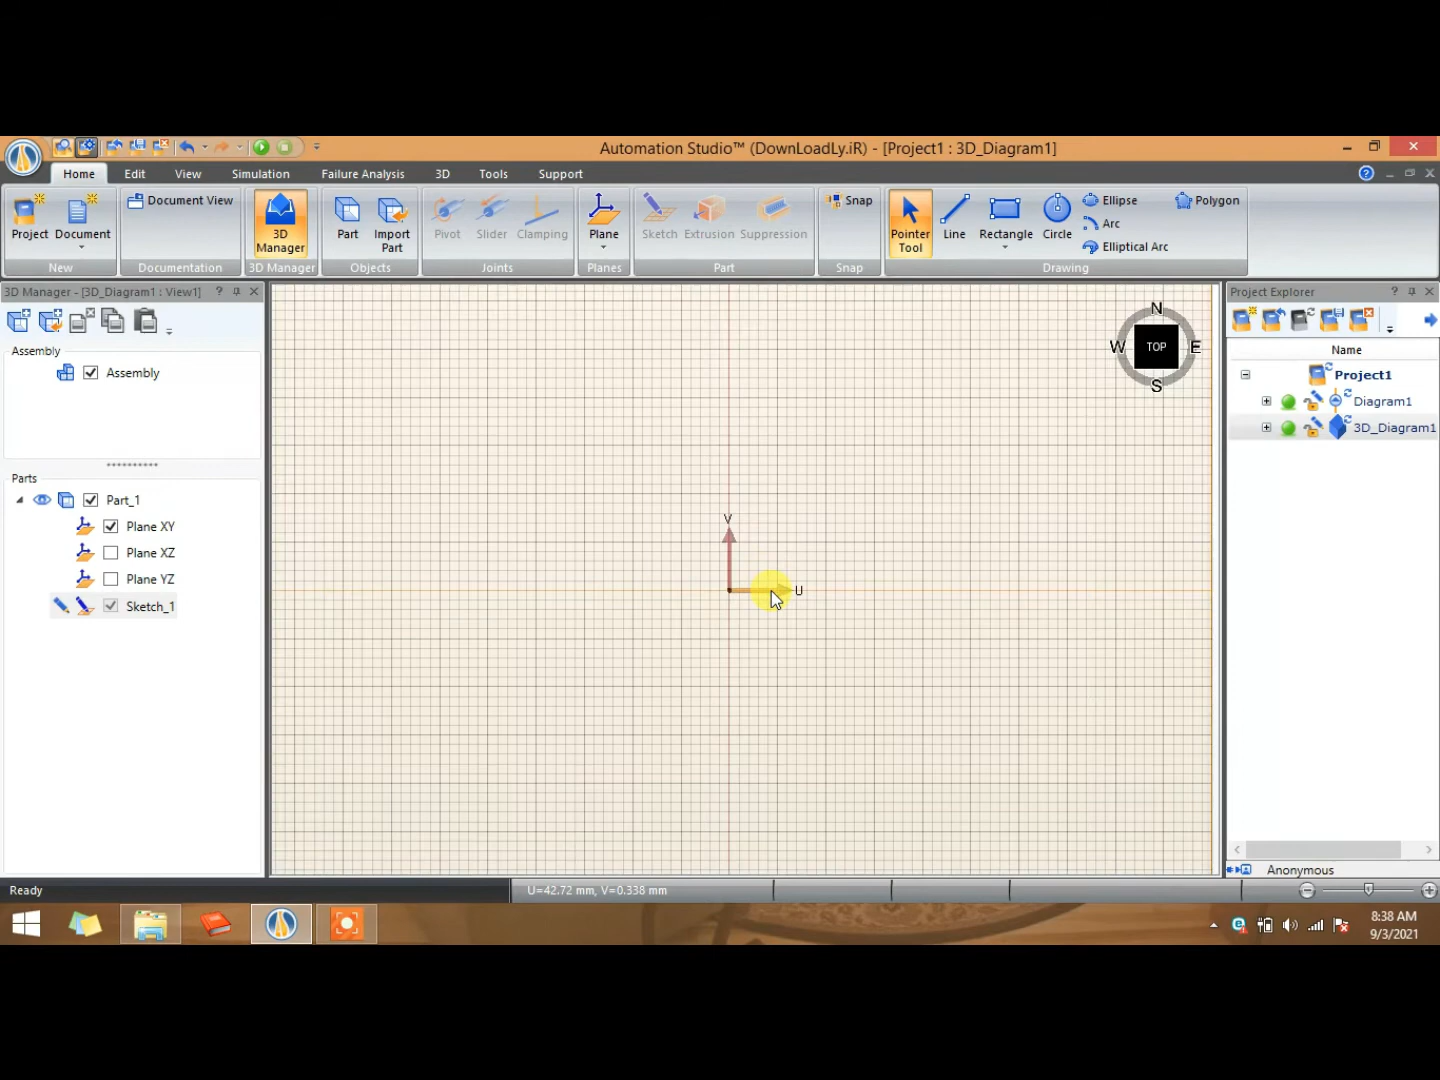 Automation Studio™ (DownLoadLy.iR) - [Project1 : 3D_Diagram1]
Home Edit View Simulation Failure Analysis 3D Tools Support
Project Document
New
Document View
Documentation
3D Manager
3D Manager
Part Import Part
Objects
Pivot Slider Clamping
Joints
Plane
Planes
Sketch Extrusion Suppression
Part
Snap
Snap
Pointer Tool Line Rectangle Circle Ellipse Arc Elliptical Arc Polygon
Drawing
3D Manager - [3D_Diagram1 : View1] ?
Assembly
Assembly
Parts
Part_1
Plane XY
Plane XZ
Plane YZ
Sketch_1
N
W TOP E
S
V
U
Project Explorer ?
Name
Project1
Diagram1
3D_Diagram1
Anonymous
Ready
U=42.72 mm, V=0.338 mm
8:38 AM
9/3/2021